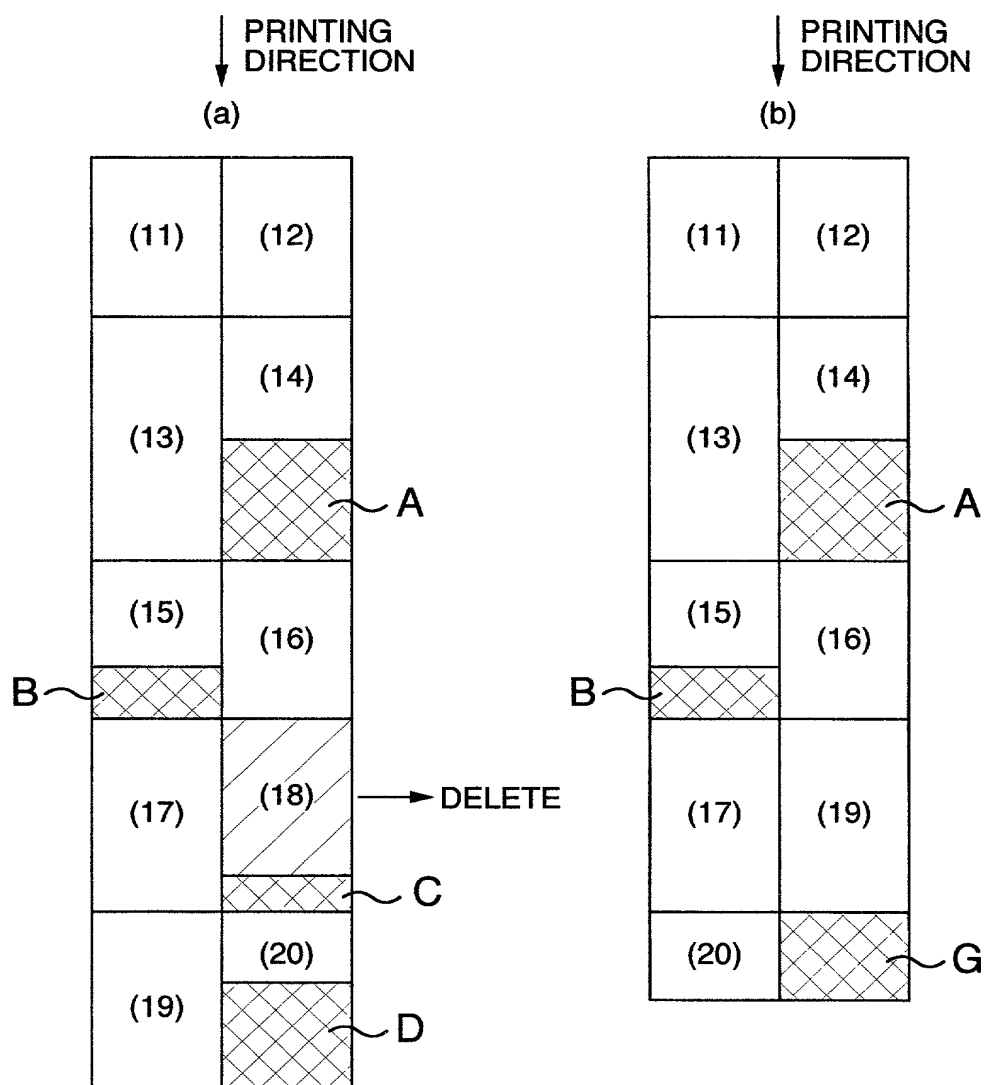 PRINTING
DIRECTION
(a)
(11) (12)
(14)
(13)
A
(15)
(16)
B
(18)
DELETE
(17)
C
(20)
(19)
D
PRINTING
DIRECTION
(b)
(11) (12)
(14)
(13)
A
(15)
(16)
B
(17) (19)
(20)
G